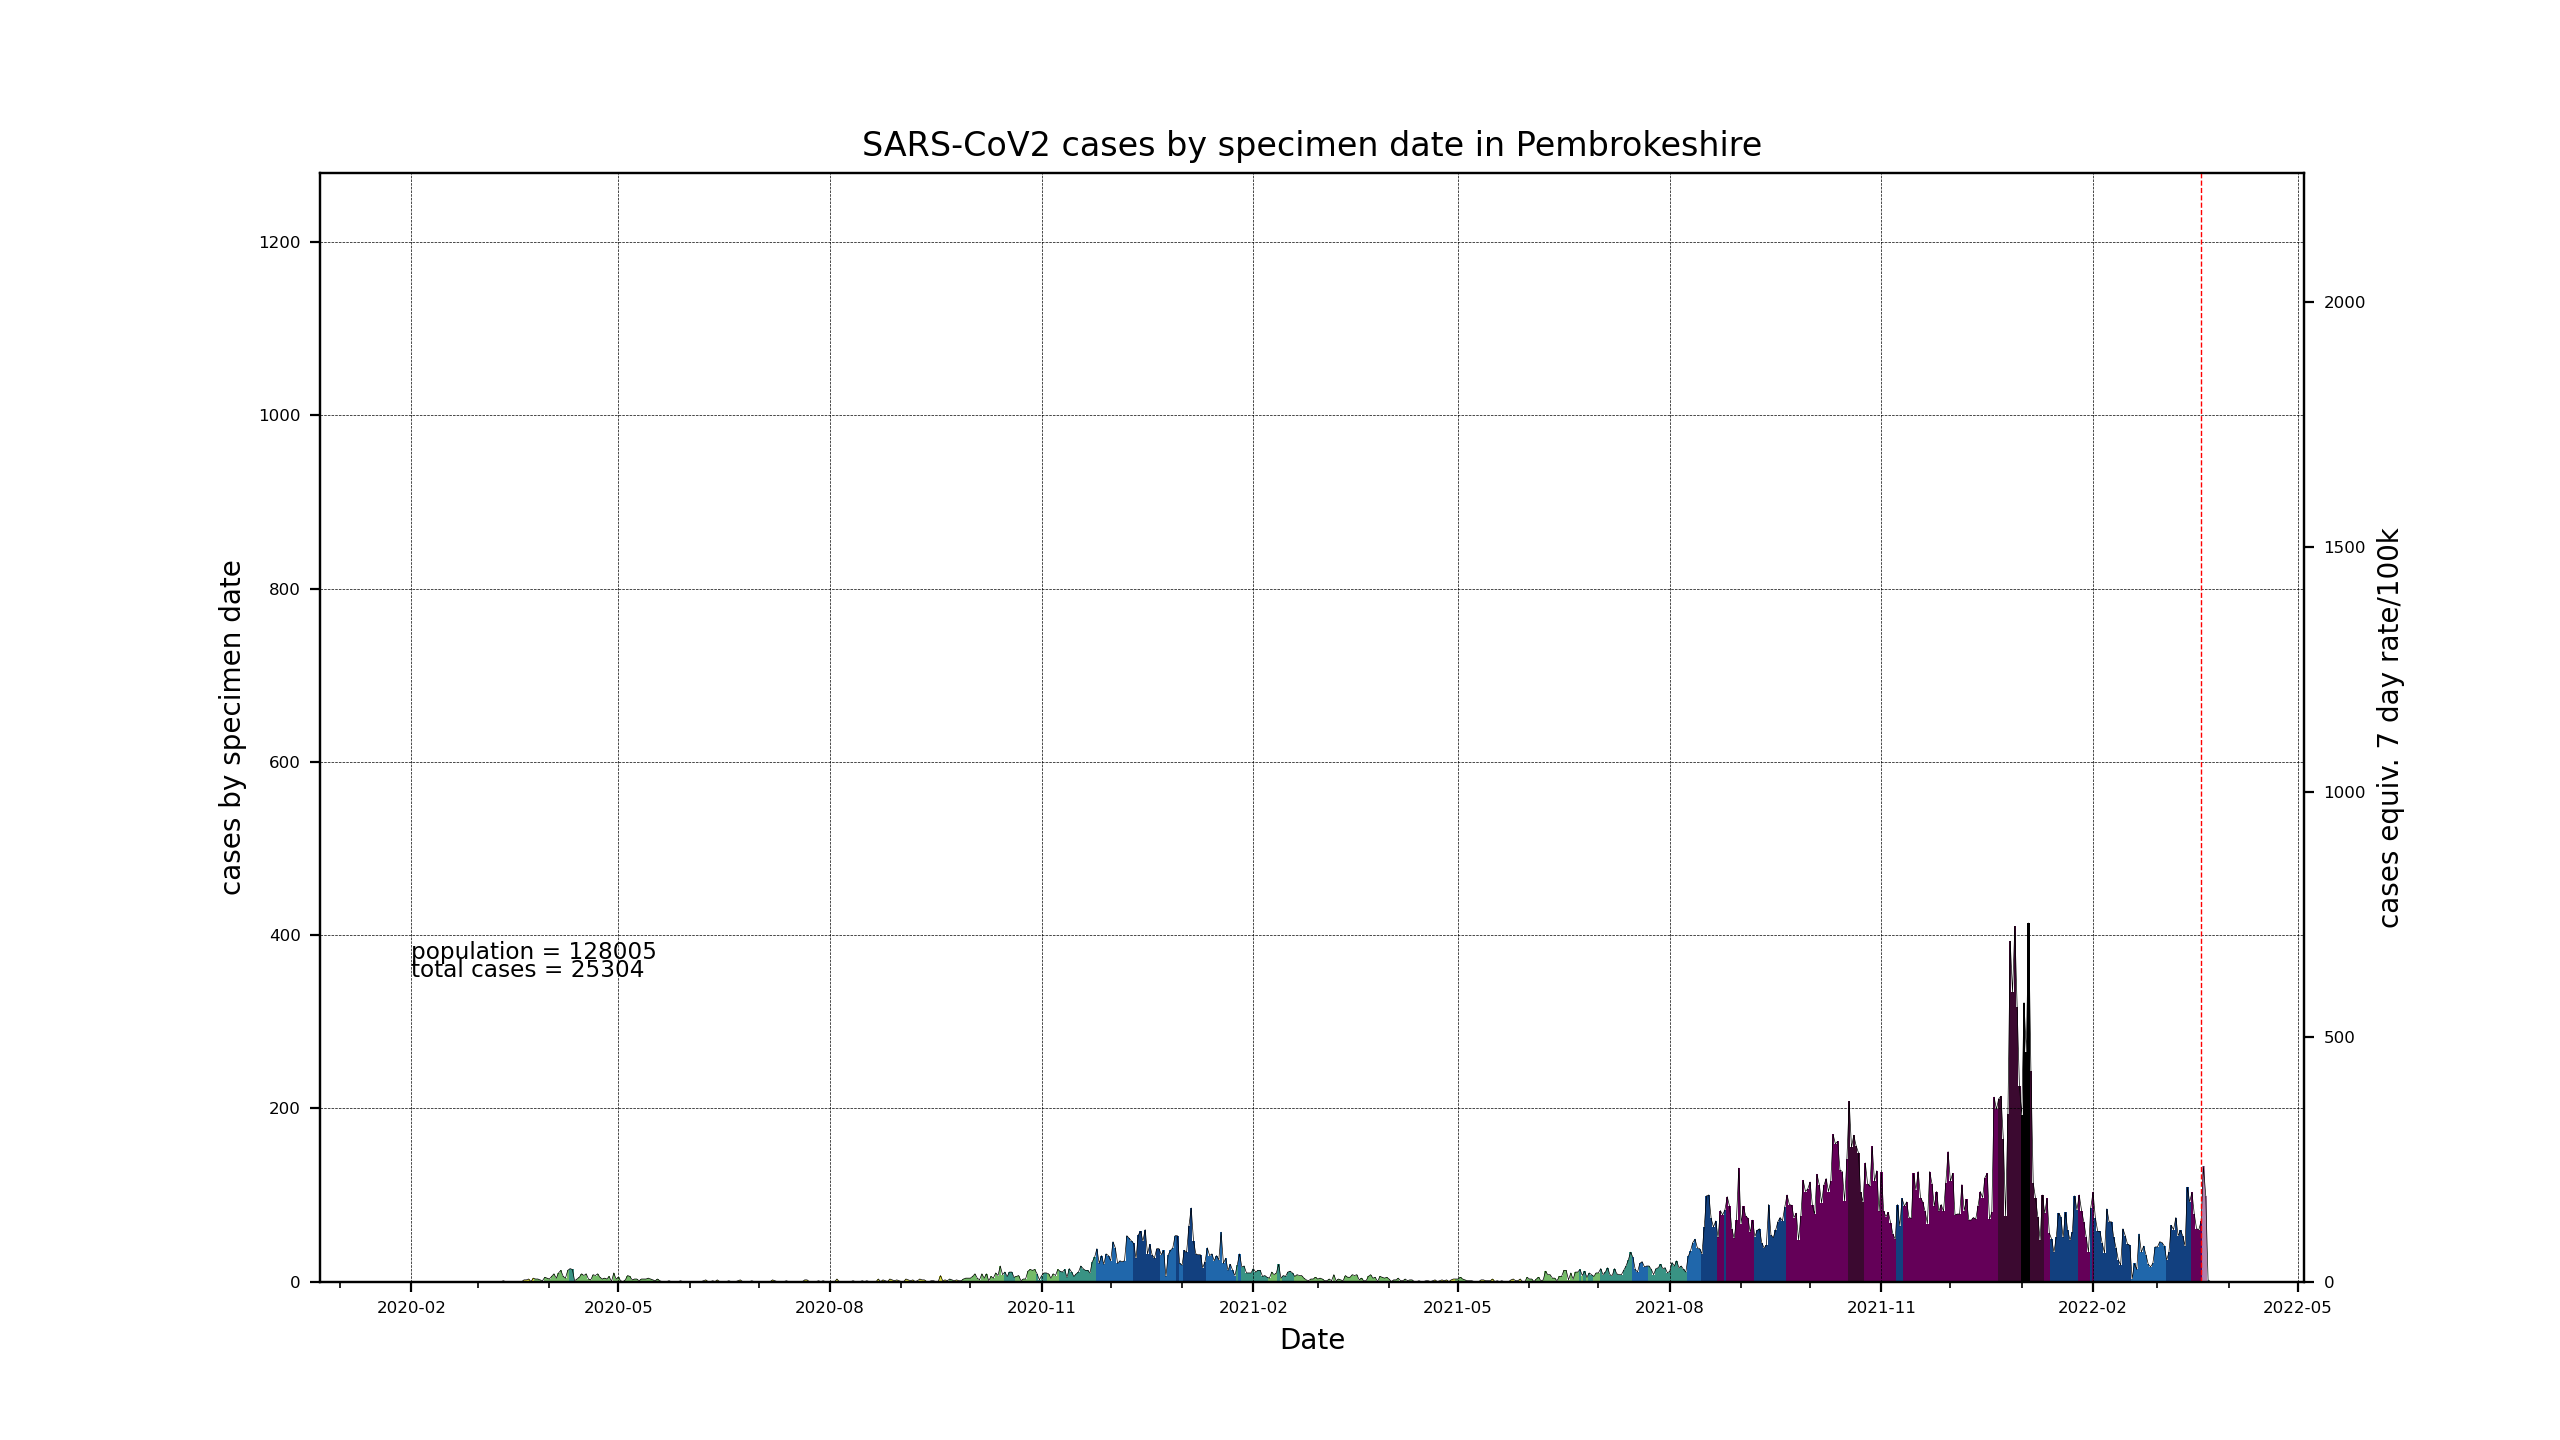 SARS-CoV2 cases by specimen date in Pembrokeshire
cases by specimen date
1200
1000
800
600
400
200
0
population = 128005
total cases = 25304
2000
1500
1000
500
0
cases equiv. 7 day rate/100k
2020-02 2020-05 2020-08 2020-11 2021-02 2021-05 2021-08 2021-11 2022-02 2022-05
Date